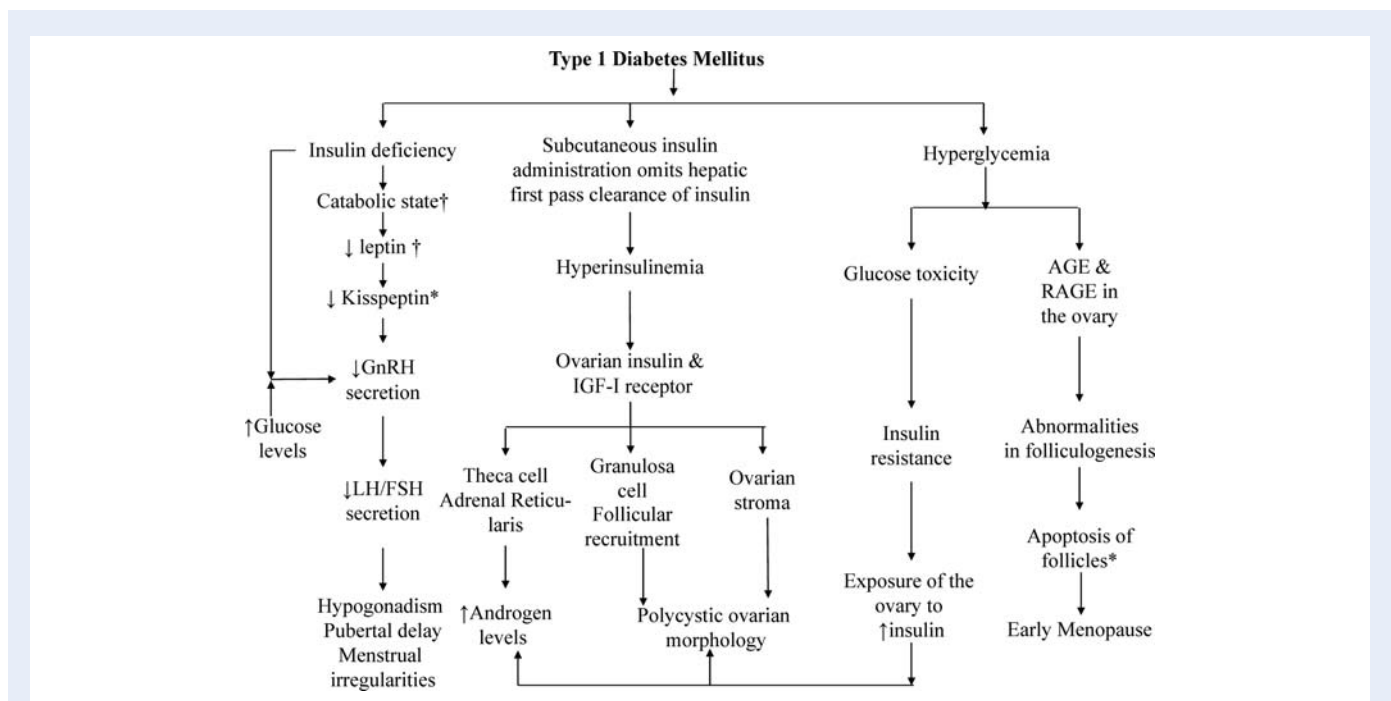 Type 1 Diabetes Mellitus
Insulin deficiency
Catabolic state†
↓ leptin †
↓ Kisspeptin*
↓GnRH
secretion
↑Glucose
levels
↓LH/FSH
secretion
Hypogonadism
Pubertal delay
Menstrual
irregularities
Subcutaneous insulin
administration omits hepatic
first pass clearance of insulin
Hyperinsulinemia
Ovarian insulin &
IGF-I receptor
Theca cell
Adrenal Reticu-
laris
↑Androgen
levels
Granulosa
cell
Follicular
recruitment
Ovarian
stroma
Polycystic ovarian
morphology
Hyperglycemia
Glucose toxicity
Insulin
resistance
Exposure of the
ovary to
↑insulin
AGE &
RAGE in
the ovary
Abnormalities
in folliculogenesis
Apoptosis of
follicles*
Early Menopause